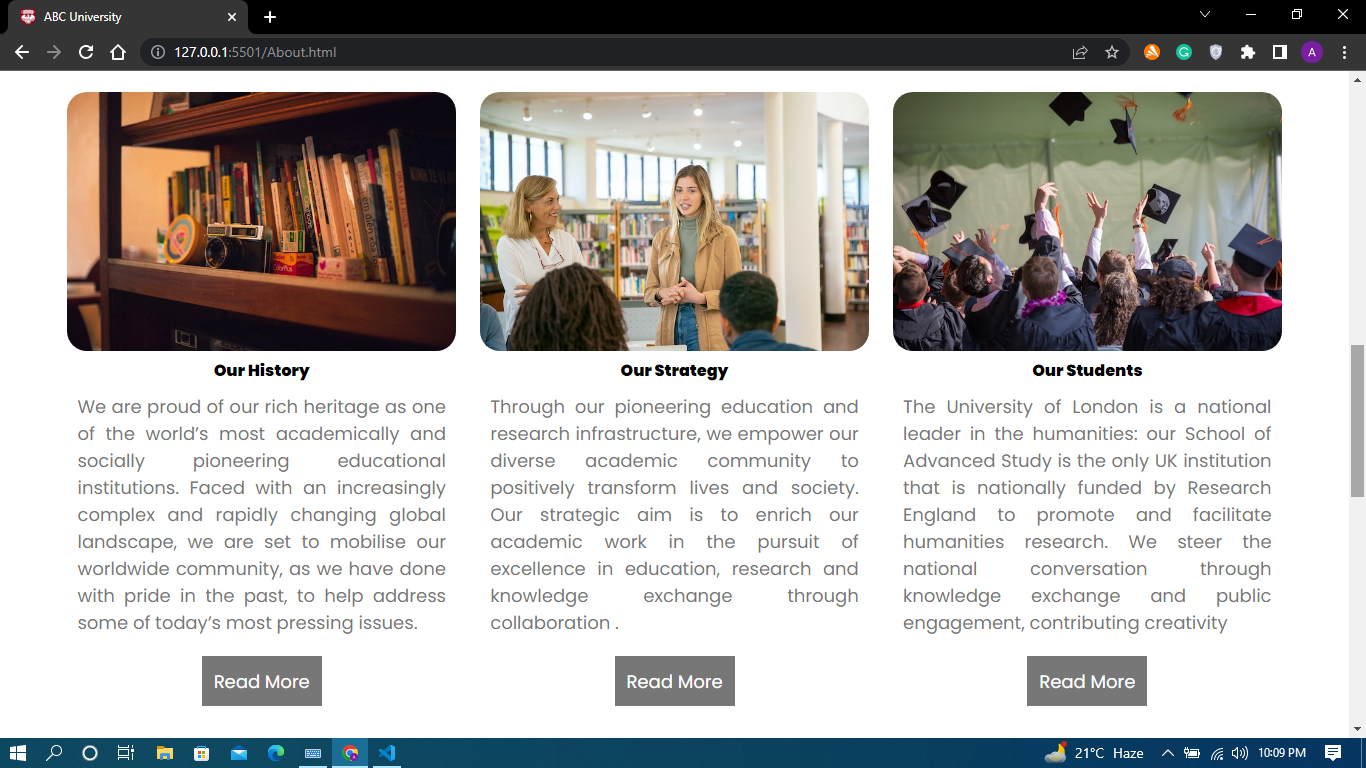 ABC University
127.0.0.1:5501/About.html
A
Our History
We are proud of our rich heritage as one
of the world’s most academically and
socially pioneering educational
institutions. Faced with an increasingly
complex and rapidly changing global
landscape, we are set to mobilise our
worldwide community, as we have done
with pride in the past, to help address
some of today’s most pressing issues.
Read More
Our Strategy
Through our pioneering education and
research infrastructure, we empower our
diverse academic community to
positively transform lives and society.
Our strategic aim is to enrich our
academic work in the pursuit of
excellence in education, research and
knowledge exchange through
collaboration .
Read More
Our Students
The University of London is a national
leader in the humanities: our School of
Advanced Study is the only UK institution
that is nationally funded by Research
England to promote and facilitate
humanities research. We steer the
national conversation through
knowledge exchange and public
engagement, contributing creativity
Read More
21°C Haze
10:09 PM